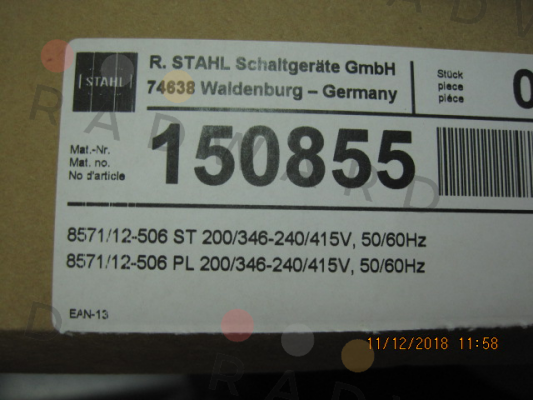 STAHL
R. STAHL Schaltgeräte GmbH
74638 Waldenburg – Germany
Stück
piece
pièce
0
Mat.-Nr.
Mat. no.
No d'article
150855
8571/12-506 ST 200/346-240/415V, 50/60Hz
8571/12-506 PL 200/346-240/415V, 50/60Hz
EAN-13
11/12/2018 11:58
RADWARD